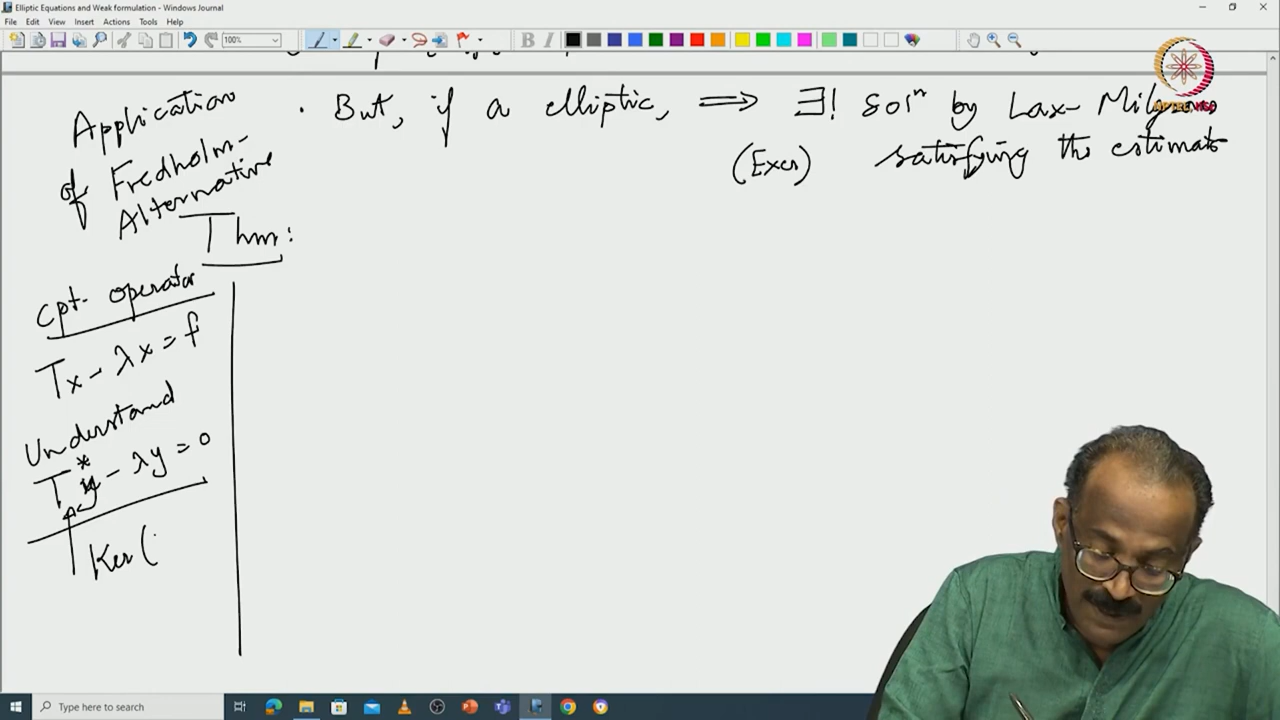 Elliptic Equations and Weak formulation - Windows Journal
File Edit View Insert Actions Tools Help
100%
Application
of Fredholm-
Alternative
· But, if a elliptic, ⟹ ∃! solⁿ by Lax-Milgram
(Exer) satisfying the estimate
Thm:
cpt- operator
Tx - λx = f
Understand
T*y - λy = 0
Ker (
Type here to search